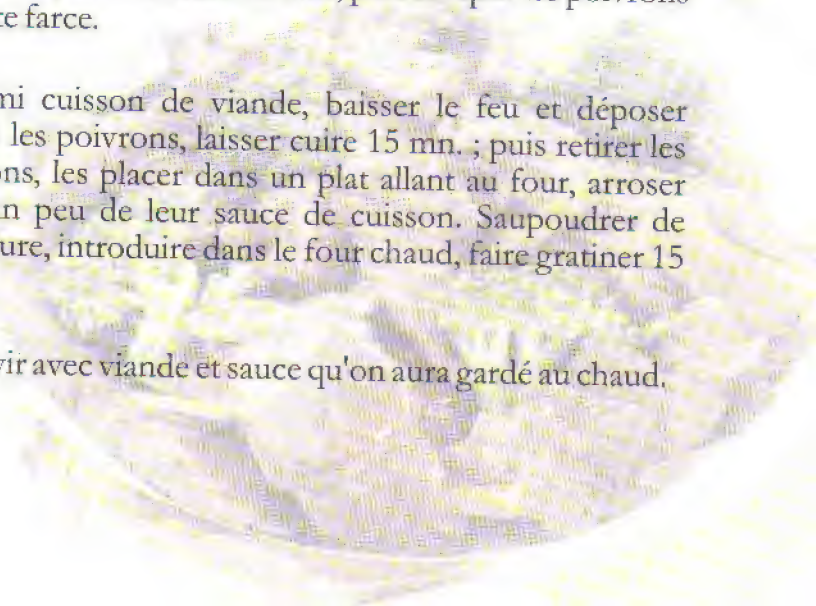 te farce.
mi cuisson de viande, baisser le feu et déposer
les poivrons, laisser cuire 15 mn. ; puis retirer les
ons, les placer dans un plat allant au four, arroser
un peu de leur sauce de cuisson. Saupoudrer de
ure, introduire dans le four chaud, faire gratiner 15
vir avec viande et sauce qu'on aura gardé au chaud.